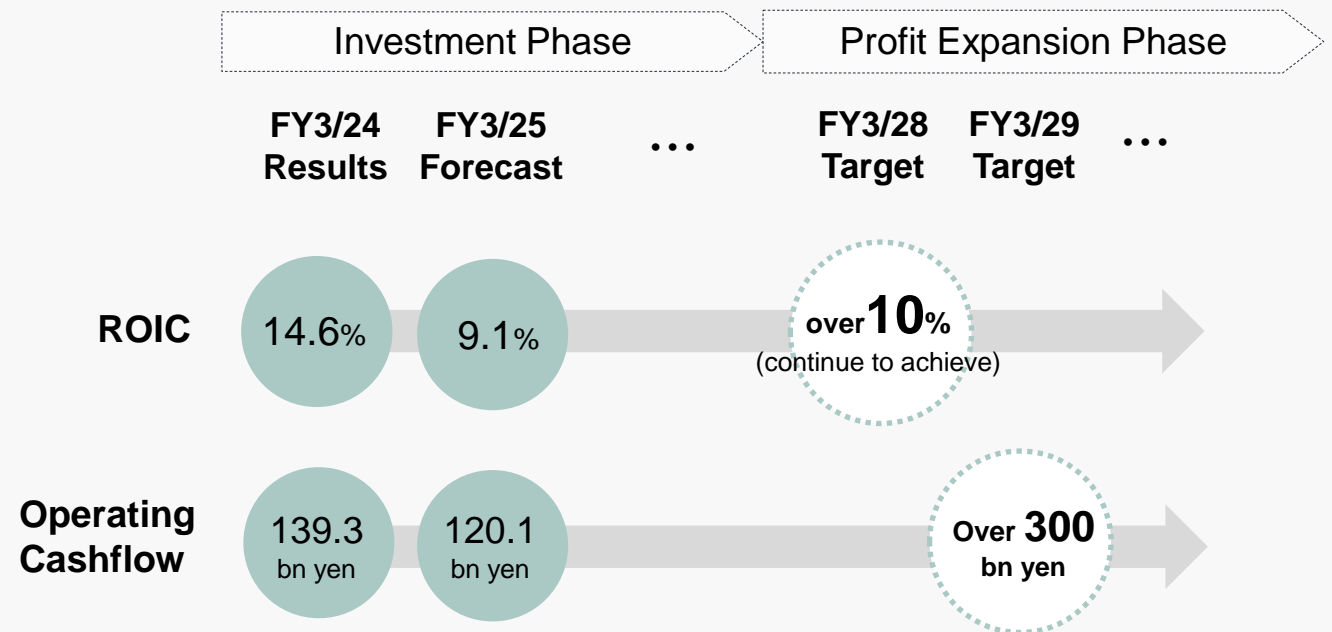 Investment Phase
Profit Expansion Phase
FY3/24
Results
FY3/25
Forecast
...
FY3/28
Target
FY3/29
Target
...
ROIC
14.6%
9.1%
over 10%
(continue to achieve)
Operating
Cashflow
139.3
bn yen
120.1
bn yen
Over 300
bn yen